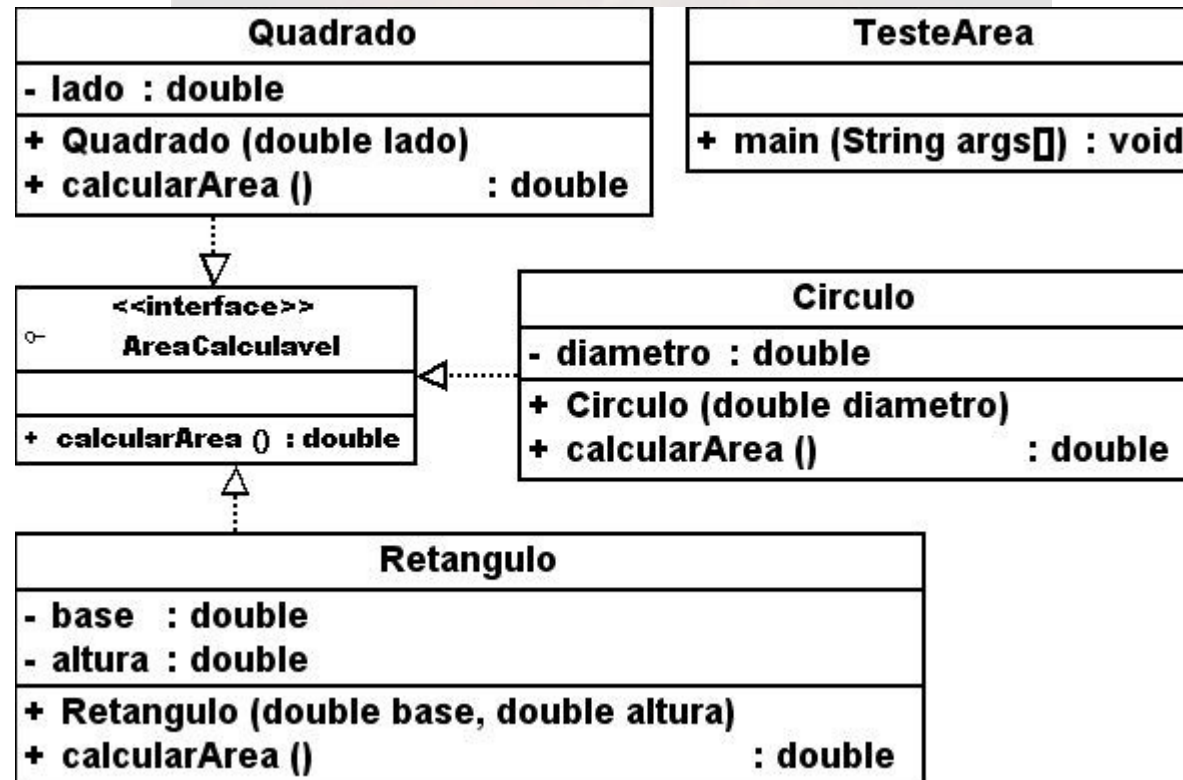 Quadrado
- lado : double
+ Quadrado (double lado)
+ calcularArea () : double
TesteArea
+ main (String args[]) : void
<<interface>>
AreaCalculavel
+ calcularArea () : double
Circulo
- diametro : double
+ Circulo (double diametro)
+ calcularArea () : double
Retangulo
- base : double
- altura : double
+ Retangulo (double base, double altura)
+ calcularArea () : double